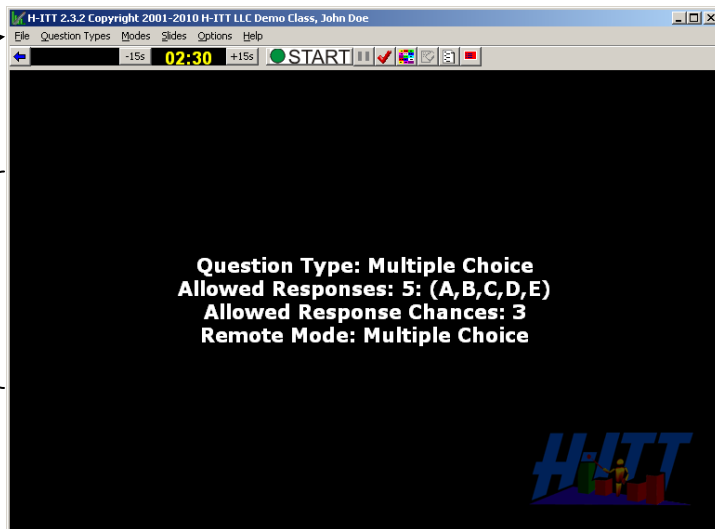 H-ITT 2.3.2 Copyright 2001-2010 H-ITT LLC Demo Class, John Doe
File Question Types Modes Slides Options Help
-15s 02:30 +15s START
Question Type: Multiple Choice
Allowed Responses: 5: (A,B,C,D,E)
Allowed Response Chances: 3
Remote Mode: Multiple Choice
H-ITT